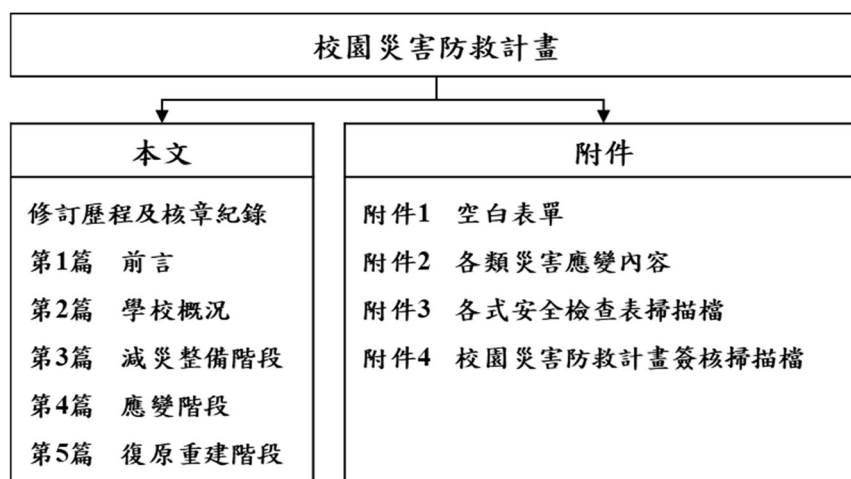 校園災害防救計畫
本文
修訂歷程及核章紀錄
第1篇 前言
第2篇 學校概況
第3篇 減災整備階段
第4篇 應變階段
第5篇 復原重建階段
附件
附件1 空白表單
附件2 各類災害應變內容
附件3 各式安全檢查表掃描檔
附件4 校園災害防救計畫簽核掃描檔